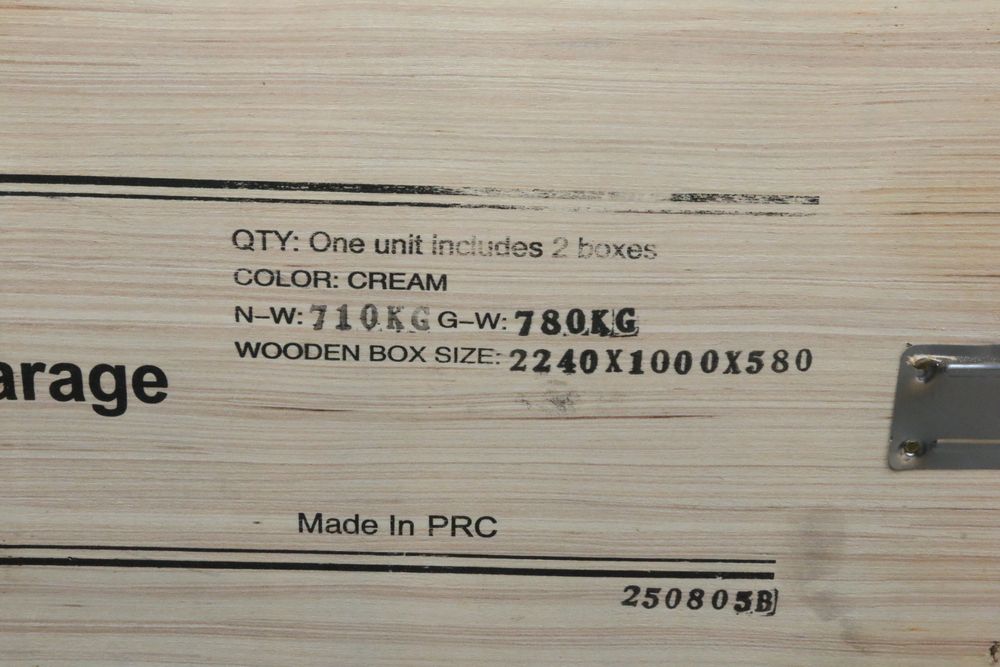 QTY: One unit includes 2 boxes
COLOR: CREAM
N-W: 710KG G-W: 780KG
WOODEN BOX SIZE: 2240X1000X580
arage
Made In PRC
250805B